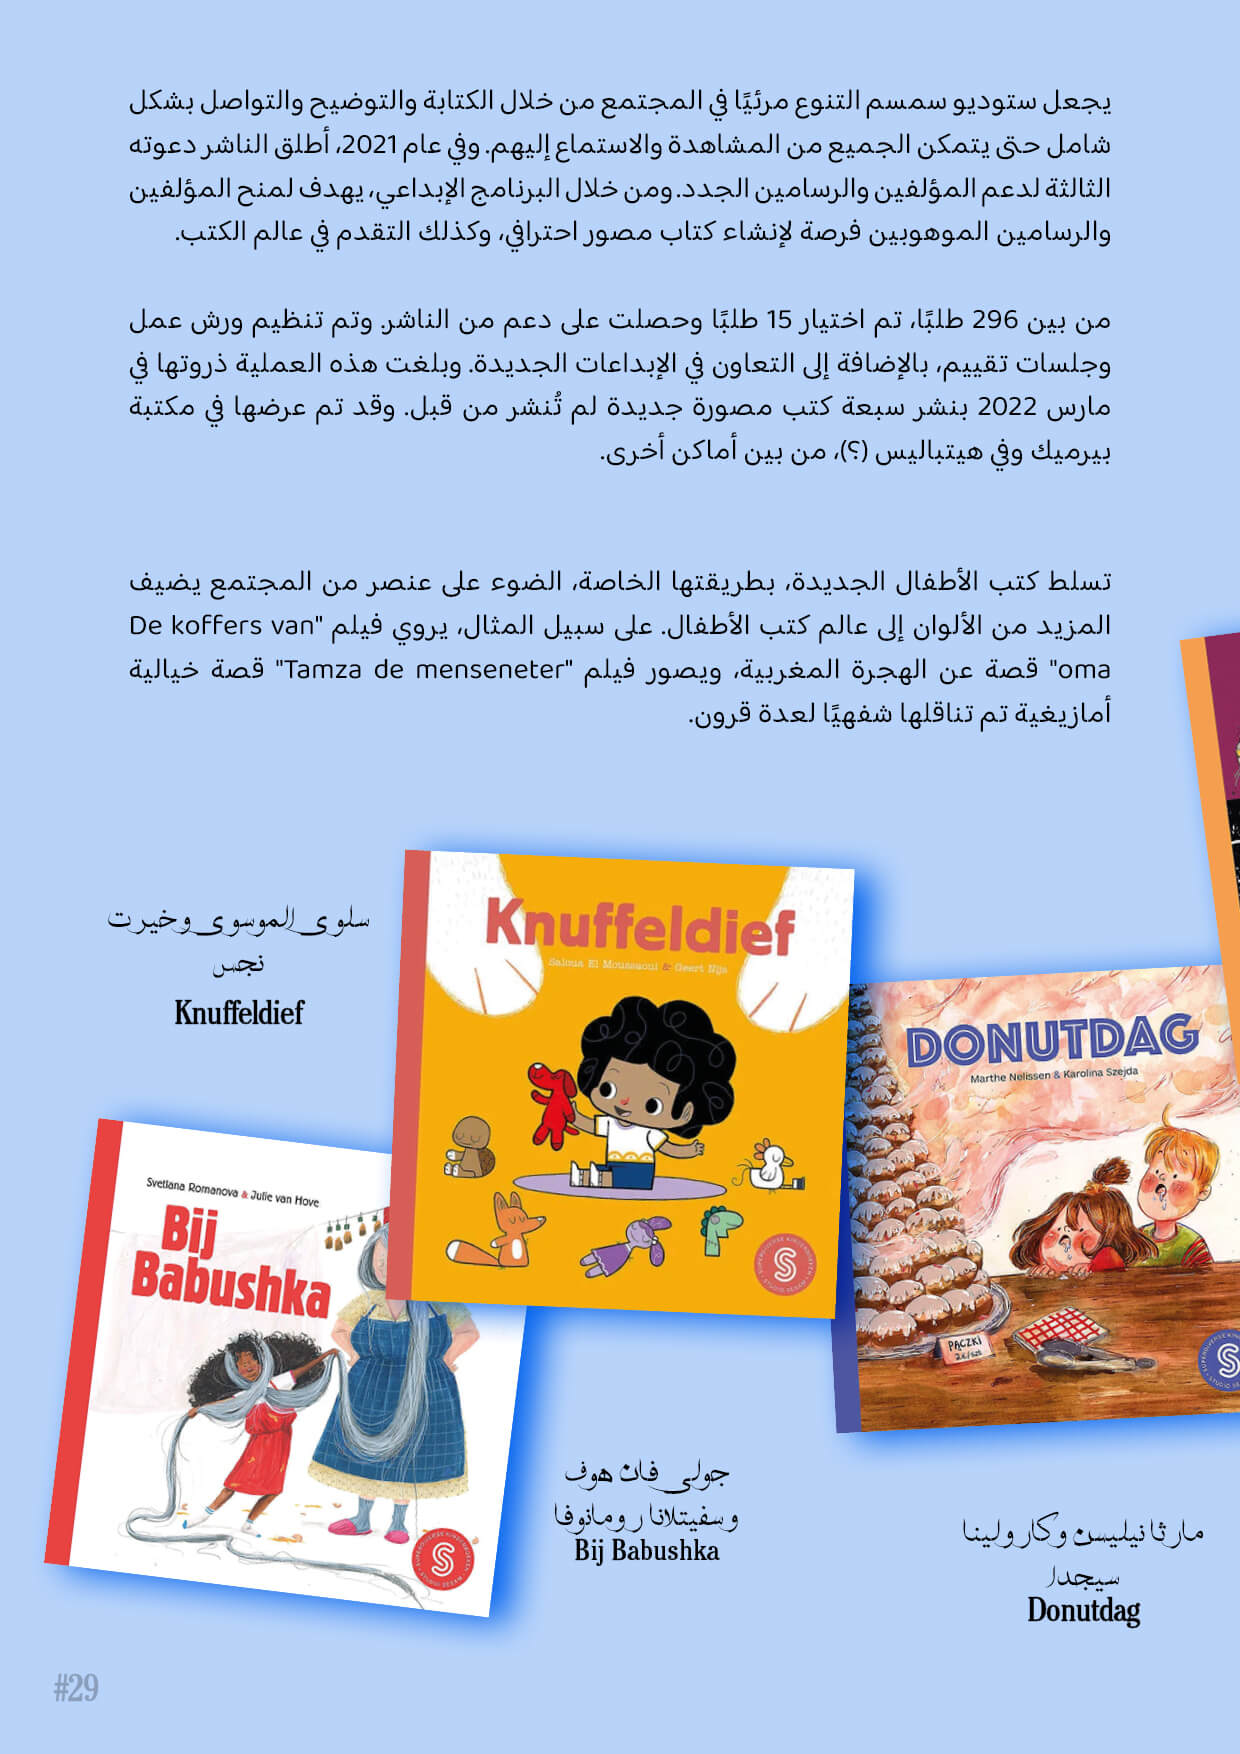 يجعل ستوديو سمسم التنوع مرئيًا في المجتمع من خلال الكتابة والتوضيح والتواصل بشكل
شامل حتى يتمكن الجميع من المشاهدة والاستماع إليهم. وفي عام 2021، أطلق الناشر دعوته
الثالثة لدعم المؤلفين والرسامين الجدد. ومن خلال البرنامج الإبداعي، يهدف لمنح المؤلفين
والرسامين الموهوبين فرصة لإنشاء كتاب مصور احترافي، وكذلك التقدم في عالم الكتب.
من بين 296 طلبًا، تم اختيار 15 طلبًا وحصلت على دعم من الناشر. وتم تنظيم ورش عمل
وجلسات تقييم، بالإضافة إلى التعاون في الإبداعات الجديدة. وبلغت هذه العملية ذروتها في
مارس 2022 بنشر سبعة كتب مصورة جديدة لم تُنشر من قبل. وقد تم عرضها في مكتبة
بيرميك وفي هيتباليس (؟)، من بين أماكن أخرى.
تسلط كتب الأطفال الجديدة، بطريقتها الخاصة، الضوء على عنصر من المجتمع يضيف
المزيد من الألوان إلى عالم كتب الأطفال. على سبيل المثال، يروي فيلم "De koffers van
oma" قصة عن الهجرة المغربية، ويصور فيلم "Tamza de menseneter" قصة خيالية
أمازيغية تم تناقلها شفهيًا لعدة قرون.
سلوى الموسوي وخيرت
نجس
Knuffeldief
Knuffeldief
Saloua El Moussaoui & Geert Nijs
DONUTDAG
Marthe Nelissen & Karolina Szejda
PĄCZKI
Svetlana Romanova & Julie van Hove
Bij
Babushka
جولي فان هوف
وسفيتلانا رومانوفا
Bij Babushka
مارثا نيليسن وكارولينا
سيجدا
Donutdag
#29